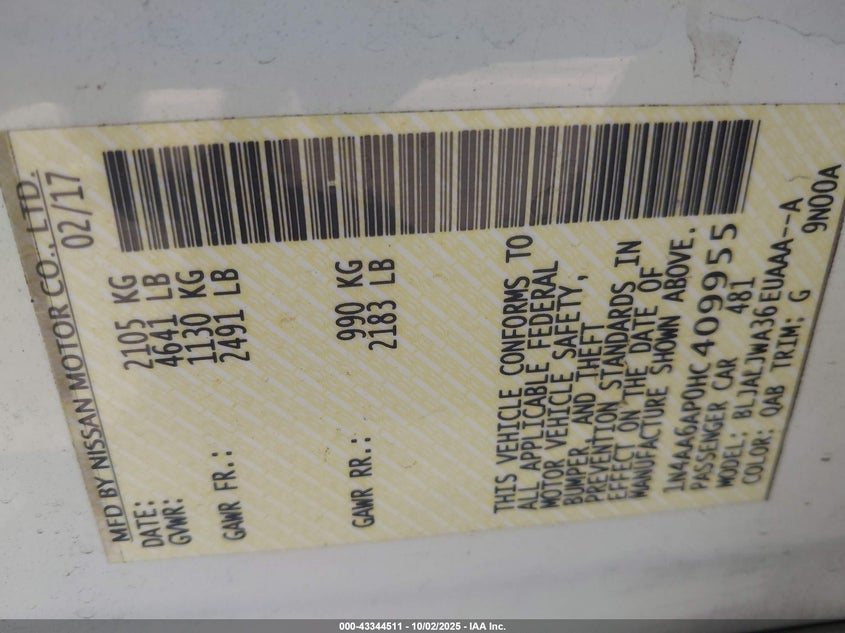 MFD BY NISSAN MOTOR CO., LTD.
DATE: 02/17
GVWR: 2105 KG
4641 LB
GAWR FR.: 1130 KG
2491 LB
GAWR RR.: 990 KG
2183 LB
THIS VEHICLE CONFORMS TO
ALL APPLICABLE FEDERAL
MOTOR VEHICLE SAFETY,
BUMPER AND THEFT
PREVENTION STANDARDS IN
EFFECT ON THE DATE OF
MANUFACTURE SHOWN ABOVE.
1N4AA6AP0HC409955
PASSENGER CAR 481
MODEL: BLJALJWA36EUAAA--A
COLOR: QAB TRIM: G 9N00A
000-43344511 - 10/02/2025 - IAA Inc.